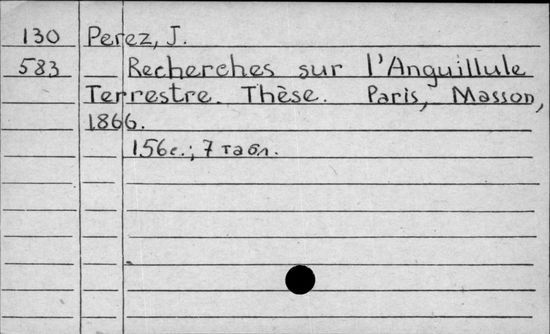 130 Perez, J.
583 Recherches sur l'Anguillule
Terrestre. Thèse. Paris, Masson,
1866.
156с.; 7 табл.